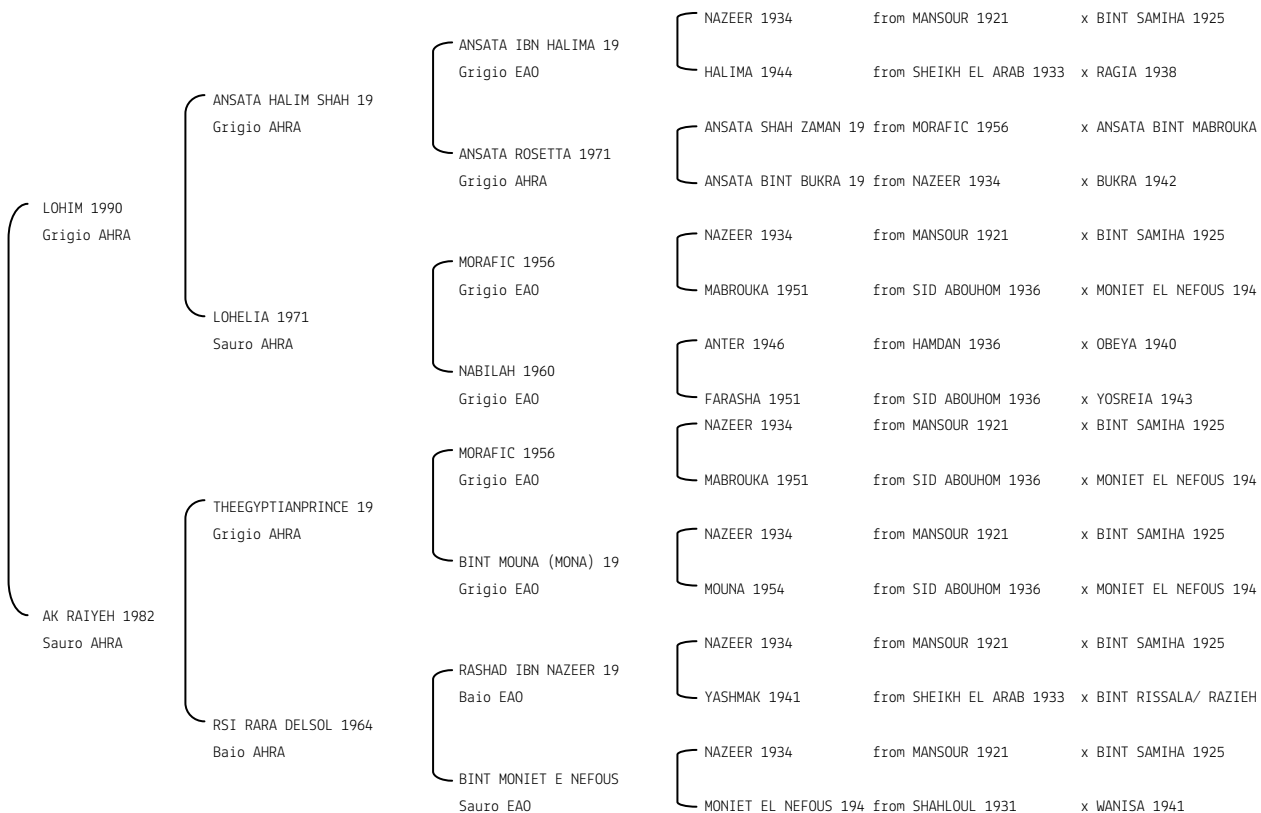 NAZEER 1934 from MANSOUR 1921 x BINT SAMIHA 1925
ANSATA IBN HALIMA 19
Grigio EAO HALIMA 1944 from SHEIKH EL ARAB 1933 x RAGIA 1938
ANSATA HALIM SHAH 19
Grigio AHRA ANSATA SHAH ZAMAN 19 from MORAFIC 1956 x ANSATA BINT MABROUKA
ANSATA ROSETTA 1971
Grigio AHRA ANSATA BINT BUKRA 19 from NAZEER 1934 x BUKRA 1942
LOHIM 1990
Grigio AHRA NAZEER 1934 from MANSOUR 1921 x BINT SAMIHA 1925
MORAFIC 1956
Grigio EAO MABROUKA 1951 from SID ABOUHOM 1936 x MONIET EL NEFOUS 194
LOHELIA 1971
Sauro AHRA ANTER 1946 from HAMDAN 1936 x OBEYA 1940
NABILAH 1960
Grigio EAO FARASHA 1951 from SID ABOUHOM 1936 x YOSREIA 1943
NAZEER 1934 from MANSOUR 1921 x BINT SAMIHA 1925
MORAFIC 1956
Grigio EAO MABROUKA 1951 from SID ABOUHOM 1936 x MONIET EL NEFOUS 194
THEEGYPTIANPRINCE 19
Grigio AHRA NAZEER 1934 from MANSOUR 1921 x BINT SAMIHA 1925
BINT MOUNA (MONA) 19
Grigio EAO MOUNA 1954 from SID ABOUHOM 1936 x MONIET EL NEFOUS 194
AK RAIYEH 1982
Sauro AHRA NAZEER 1934 from MANSOUR 1921 x BINT SAMIHA 1925
RASHAD IBN NAZEER 19
Baio EAO YASHMAK 1941 from SHEIKH EL ARAB 1933 x BINT RISSALA/ RAZIEH
RSI RARA DELSOL 1964
Baio AHRA NAZEER 1934 from MANSOUR 1921 x BINT SAMIHA 1925
BINT MONIET E NEFOUS
Sauro EAO MONIET EL NEFOUS 194 from SHAHLOUL 1931 x WANISA 1941